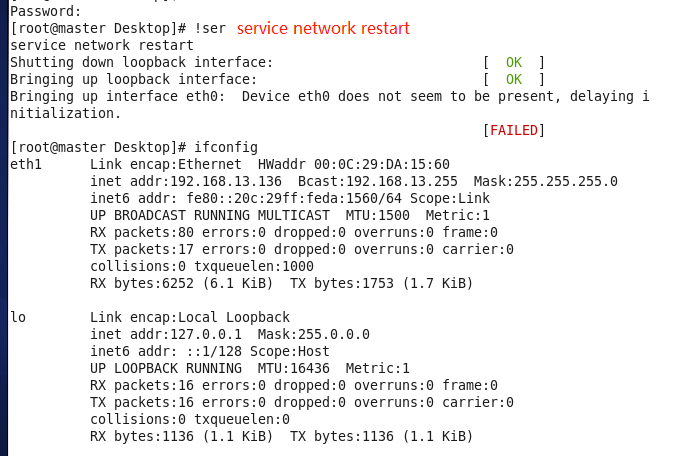 Password:
[root@master Desktop]# !ser service network restart
service network restart
Shutting down loopback interface: [ OK ]
Bringing up loopback interface: [ OK ]
Bringing up interface eth0: Device eth0 does not seem to be present, delaying i
nitialization.
[FAILED]
[root@master Desktop]# ifconfig
eth1 Link encap:Ethernet HWaddr 00:0C:29:DA:15:60
inet addr:192.168.13.136 Bcast:192.168.13.255 Mask:255.255.255.0
inet6 addr: fe80::20c:29ff:feda:1560/64 Scope:Link
UP BROADCAST RUNNING MULTICAST MTU:1500 Metric:1
RX packets:80 errors:0 dropped:0 overruns:0 frame:0
TX packets:17 errors:0 dropped:0 overruns:0 carrier:0
collisions:0 txqueuelen:1000
RX bytes:6252 (6.1 KiB) TX bytes:1753 (1.7 KiB)
lo Link encap:Local Loopback
inet addr:127.0.0.1 Mask:255.0.0.0
inet6 addr: ::1/128 Scope:Host
UP LOOPBACK RUNNING MTU:16436 Metric:1
RX packets:16 errors:0 dropped:0 overruns:0 frame:0
TX packets:16 errors:0 dropped:0 overruns:0 carrier:0
collisions:0 txqueuelen:0
RX bytes:1136 (1.1 KiB) TX bytes:1136 (1.1 KiB)